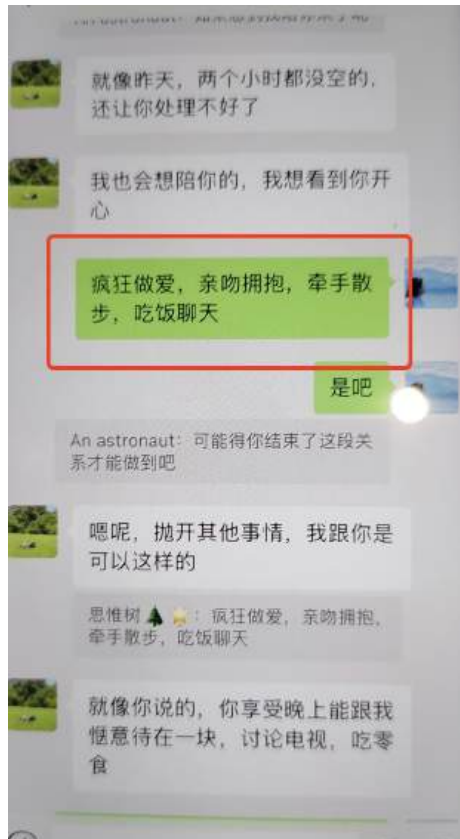 就像昨天，两个小时都没空的，
还让你处理不好了
我也会想陪你的，我想看到你开
心
疯狂做爱，亲吻拥抱，牵手散
步，吃饭聊天
是吧
An astronaut：可能得你结束了这段关
系才能做到吧
嗯呢，抛开其他事情，我跟你是
可以这样的
思惟树🌲🌟：疯狂做爱，亲吻拥抱，
牵手散步，吃饭聊天
就像你说的，你享受晚上能跟我
惬意待在一块，讨论电视，吃零
食